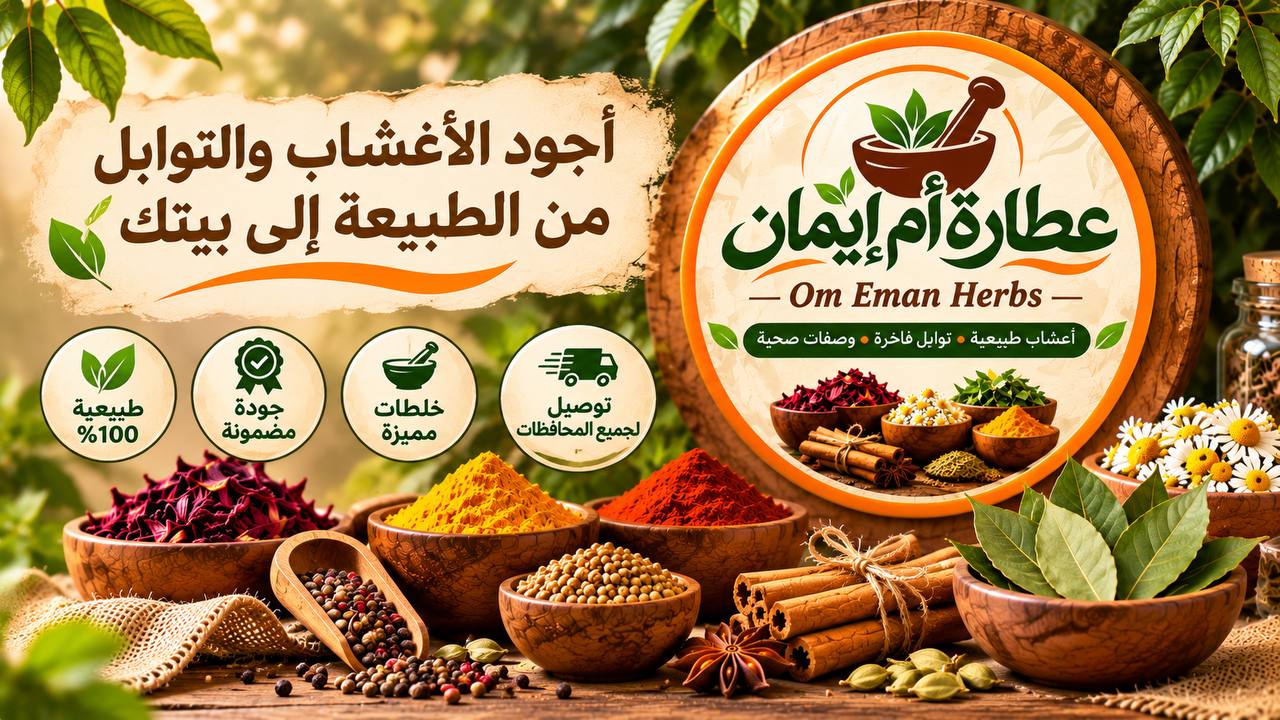 أجود الأغشاب والتوابل
من الطبيعة إلى بيتك
طبيعية
100%
جودة
مضمونة
خلطات
مميزة
توصيل
لجميع المحافظات
عطارة أم إيمان
Om Eman Herbs
أعشاب طبيعية • توابل فاخرة • وصفات صحية